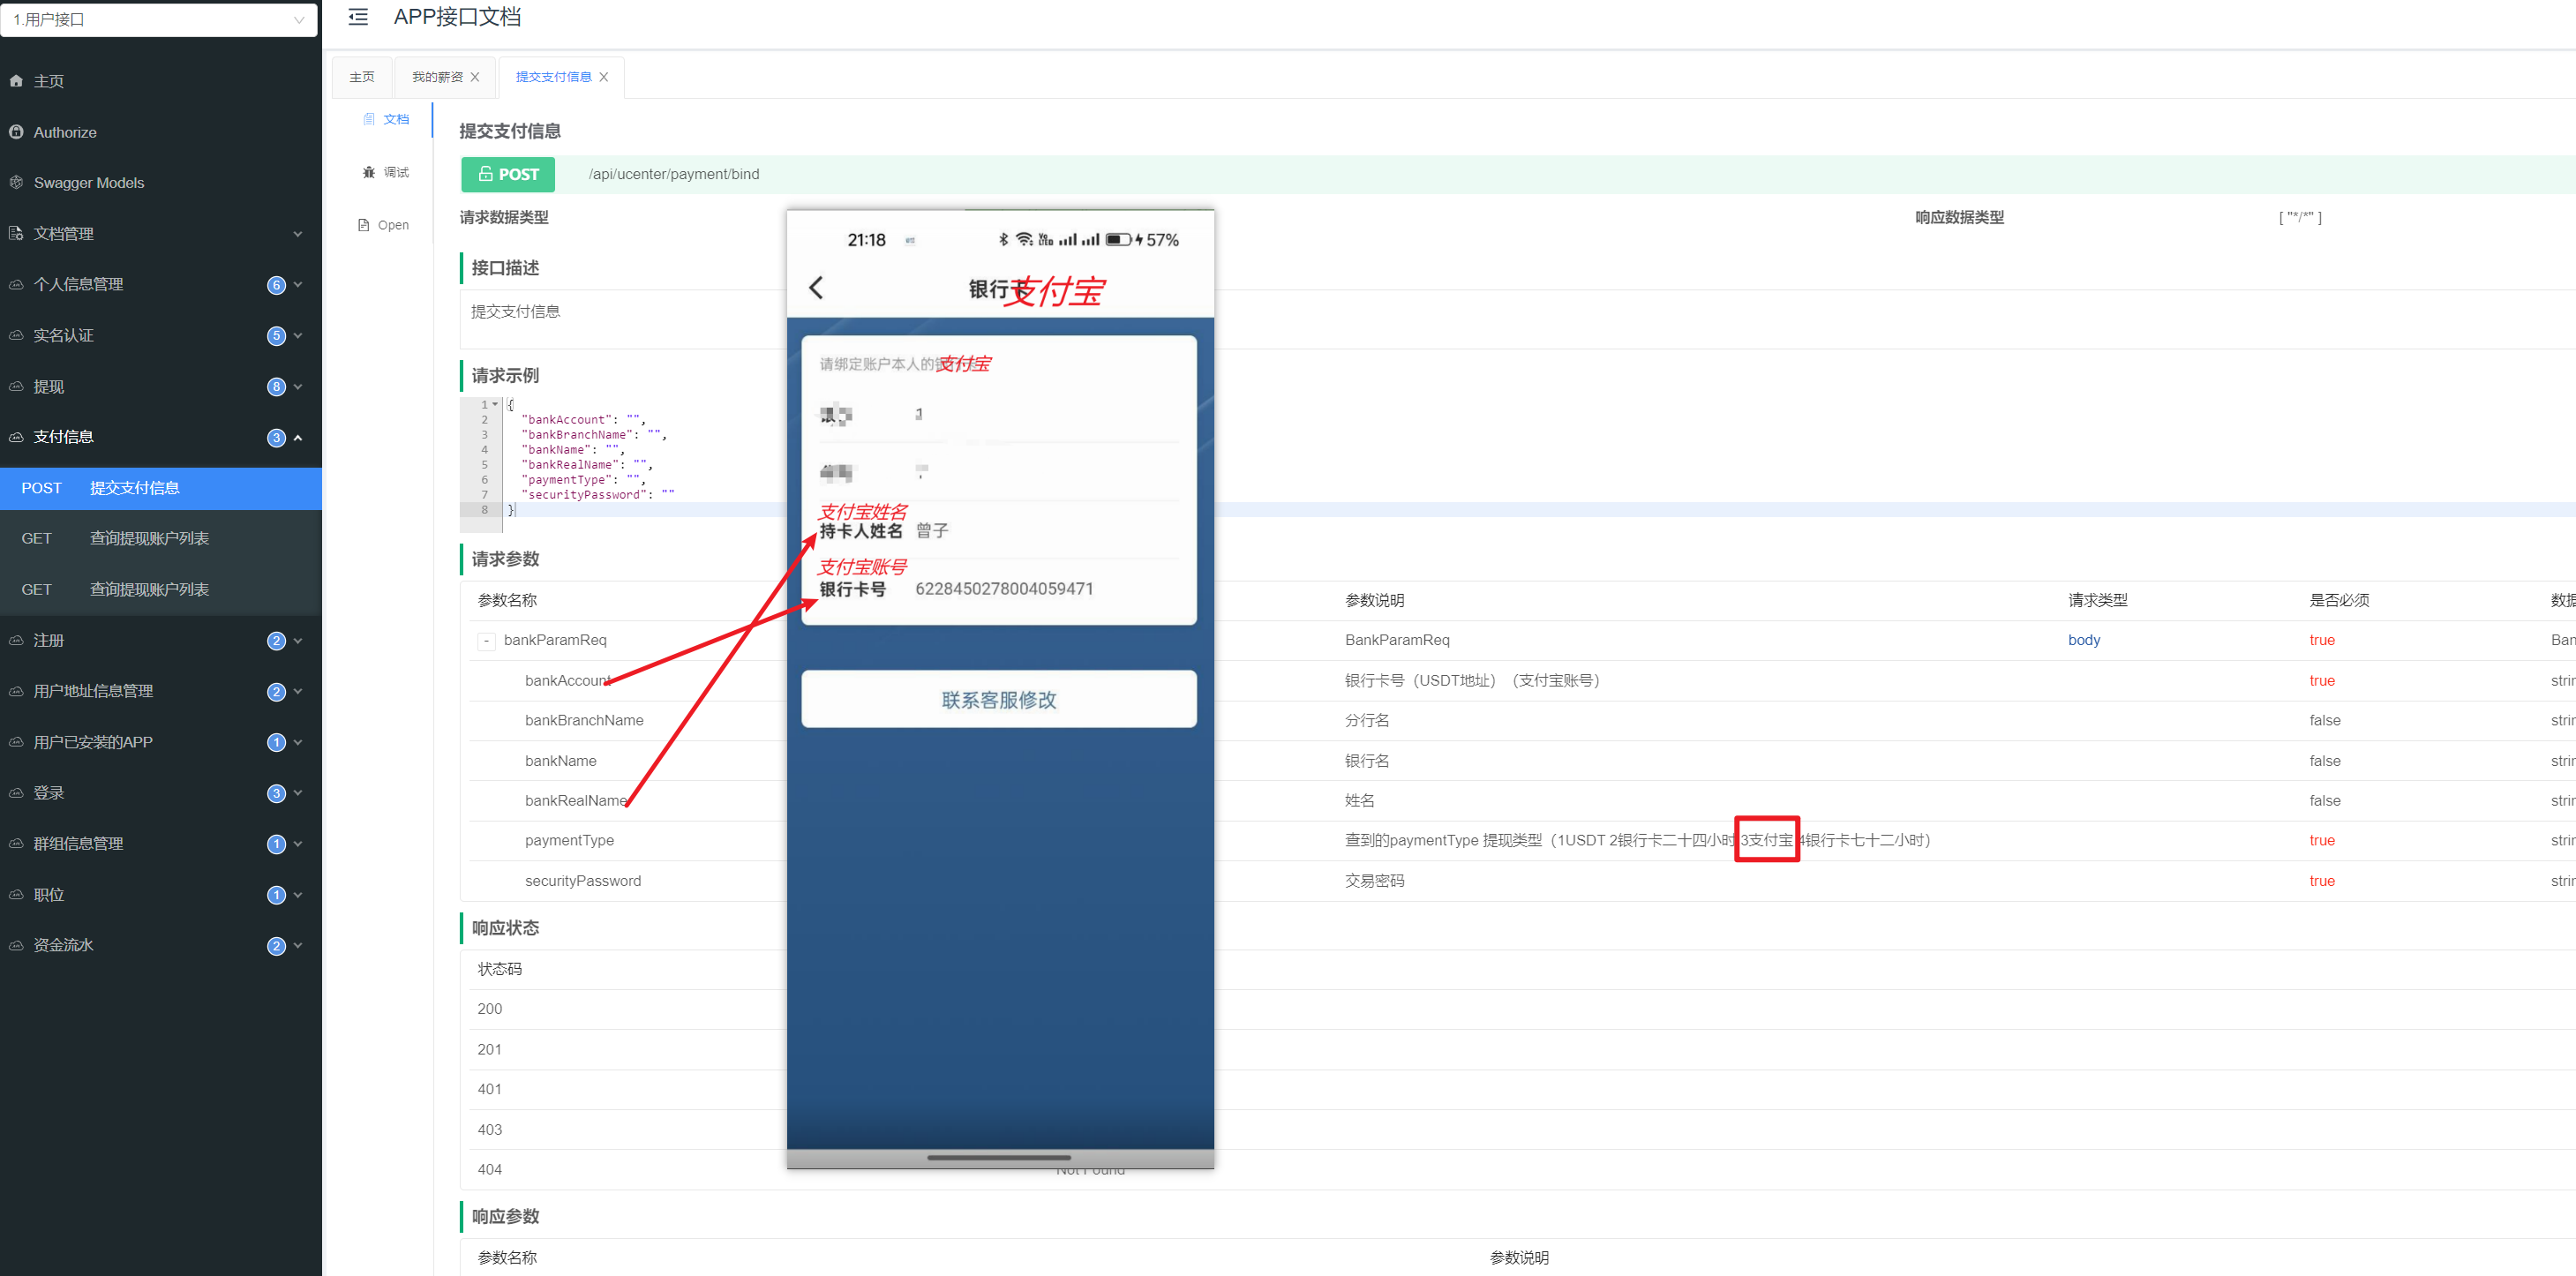 1.用户接口
APP接口文档
主页
我的薪资
提交支付信息
主页
Authorize
Swagger Models
文档管理
个人信息管理 6
实名认证 5
提现 8
支付信息 3
POST 提交支付信息
GET 查询提现账户列表
GET 查询提现账户列表
注册 2
用户地址信息管理 2
用户已安装的APP 1
登录 3
群组信息管理 1
职位 1
资金流水 2
文档
调试
Open
提交支付信息
POST /api/ucenter/payment/bind
请求数据类型
响应数据类型 [ "*/*" ]
接口描述
提交支付信息
请求示例
1 {
2 "bankAccount": "",
3 "bankBranchName": "",
4 "bankName": "",
5 "bankRealName": "",
6 "paymentType": "",
7 "securityPassword": ""
8 }
请求参数
参数名称 参数说明 请求类型 是否必须
- bankParamReq BankParamReq body true
bankAccount 银行卡号（USDT地址）（支付宝账号） true
bankBranchName 分行名 false
bankName 银行名 false
bankRealName 姓名 false
paymentType 查到的paymentType 提现类型（1USDT 2银行卡二十四小时 3支付宝 4银行卡七十二小时） true
securityPassword 交易密码 true
响应状态
状态码
200
201
401
403
404 Not Found
响应参数
参数名称 参数说明
21:18 57%
银行卡
支付宝
请绑定账户本人的银
支付宝
支付宝姓名
持卡人姓名 曾子
支付宝账号
银行卡号 6228450278004059471
联系客服修改